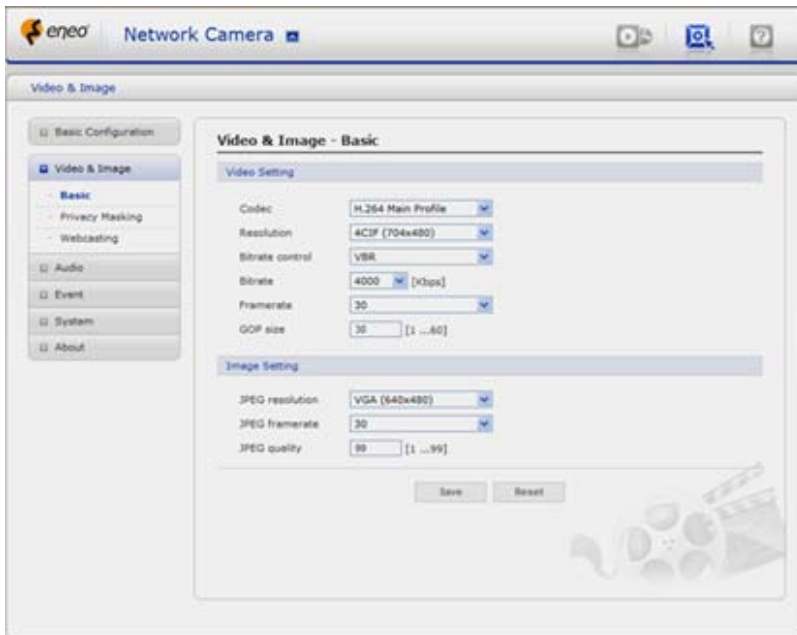 eneo Network Camera
Video & Image
Basic Configuration
Video & Image
Basic
Privacy Masking
Webcasting
Audio
Event
System
About
Video & Image - Basic
Video Setting
Codec H.264 Main Profile
Resolution 4CIF (704x480)
Bitrate control VBR
Bitrate 4000 [Kbps]
Framerate 30
GOP size 30 [1 ...60]
Image Setting
JPEG resolution VGA (640x480)
JPEG framerate 30
JPEG quality [1 ...99]
Save Reset